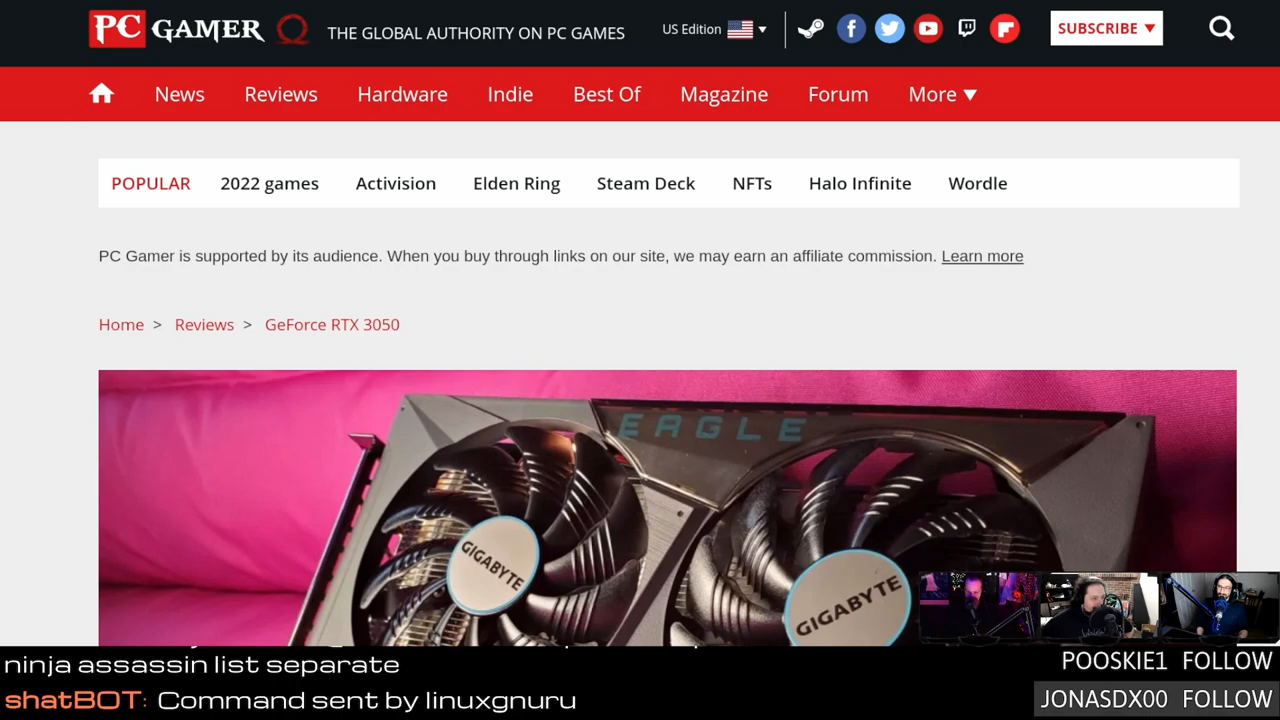 PC GAMER
THE GLOBAL AUTHORITY ON PC GAMES
US Edition
SUBSCRIBE
News Reviews Hardware Indie Best Of Magazine Forum More
POPULAR 2022 games Activision Elden Ring Steam Deck NFTs Halo Infinite Wordle
PC Gamer is supported by its audience. When you buy through links on our site, we may earn an affiliate commission. Learn more
Home > Reviews > GeForce RTX 3050
EAGLE
GIGABYTE
GIGABYTE
ninja assassin list separate
shatBOT: Command sent by linuxgnuru
POOSKIE1 FOLLOW
JONASDX00 FOLLOW